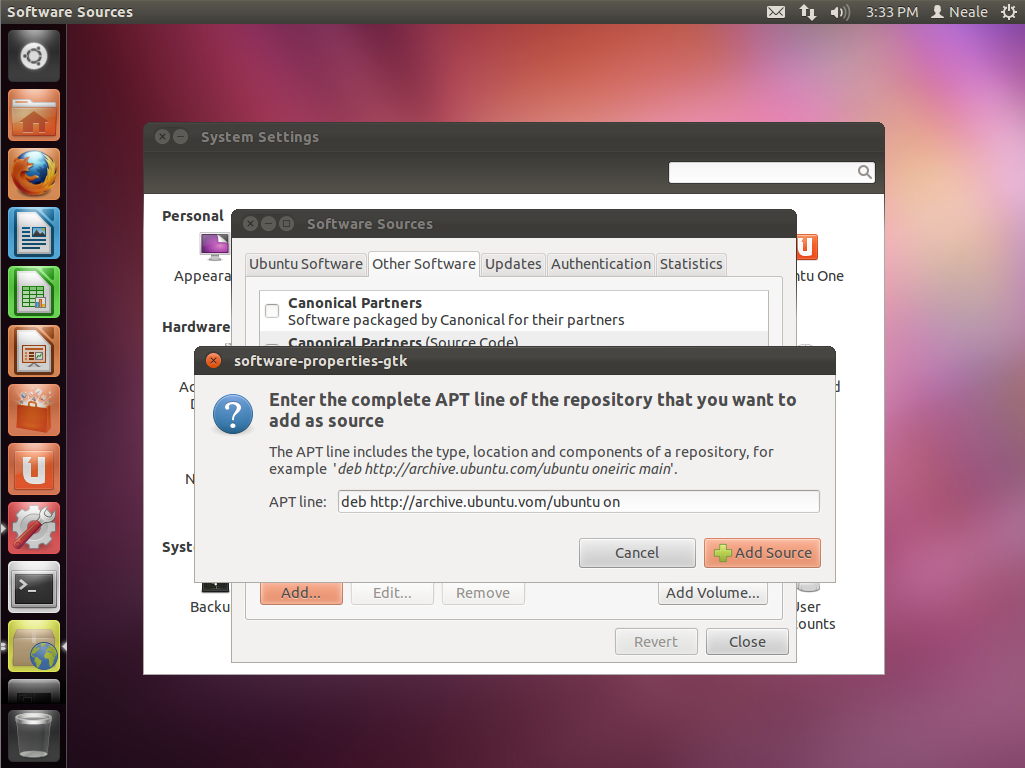 Software Sources
3:33 PM
Neale
System Settings
Personal
Software Sources
Appeara
ntu One
Ubuntu Software
Other Software
Updates
Authentication
Statistics
Canonical Partners
Software packaged by Canonical for their partners
Hardware
Canonical Partners (Source Code)
software-properties-gtk
Enter the complete APT line of the repository that you want to
add as source
The APT line includes the type, location and components of a repository, for
example 'deb http://archive.ubuntu.com/ubuntu oneiric main'.
APT line:
deb http://archive.ubuntu.vom/ubuntu on
Cancel
Add Source
Syst
Add...
Edit...
Remove
Add Volume...
Backu
User
ounts
Revert
Close